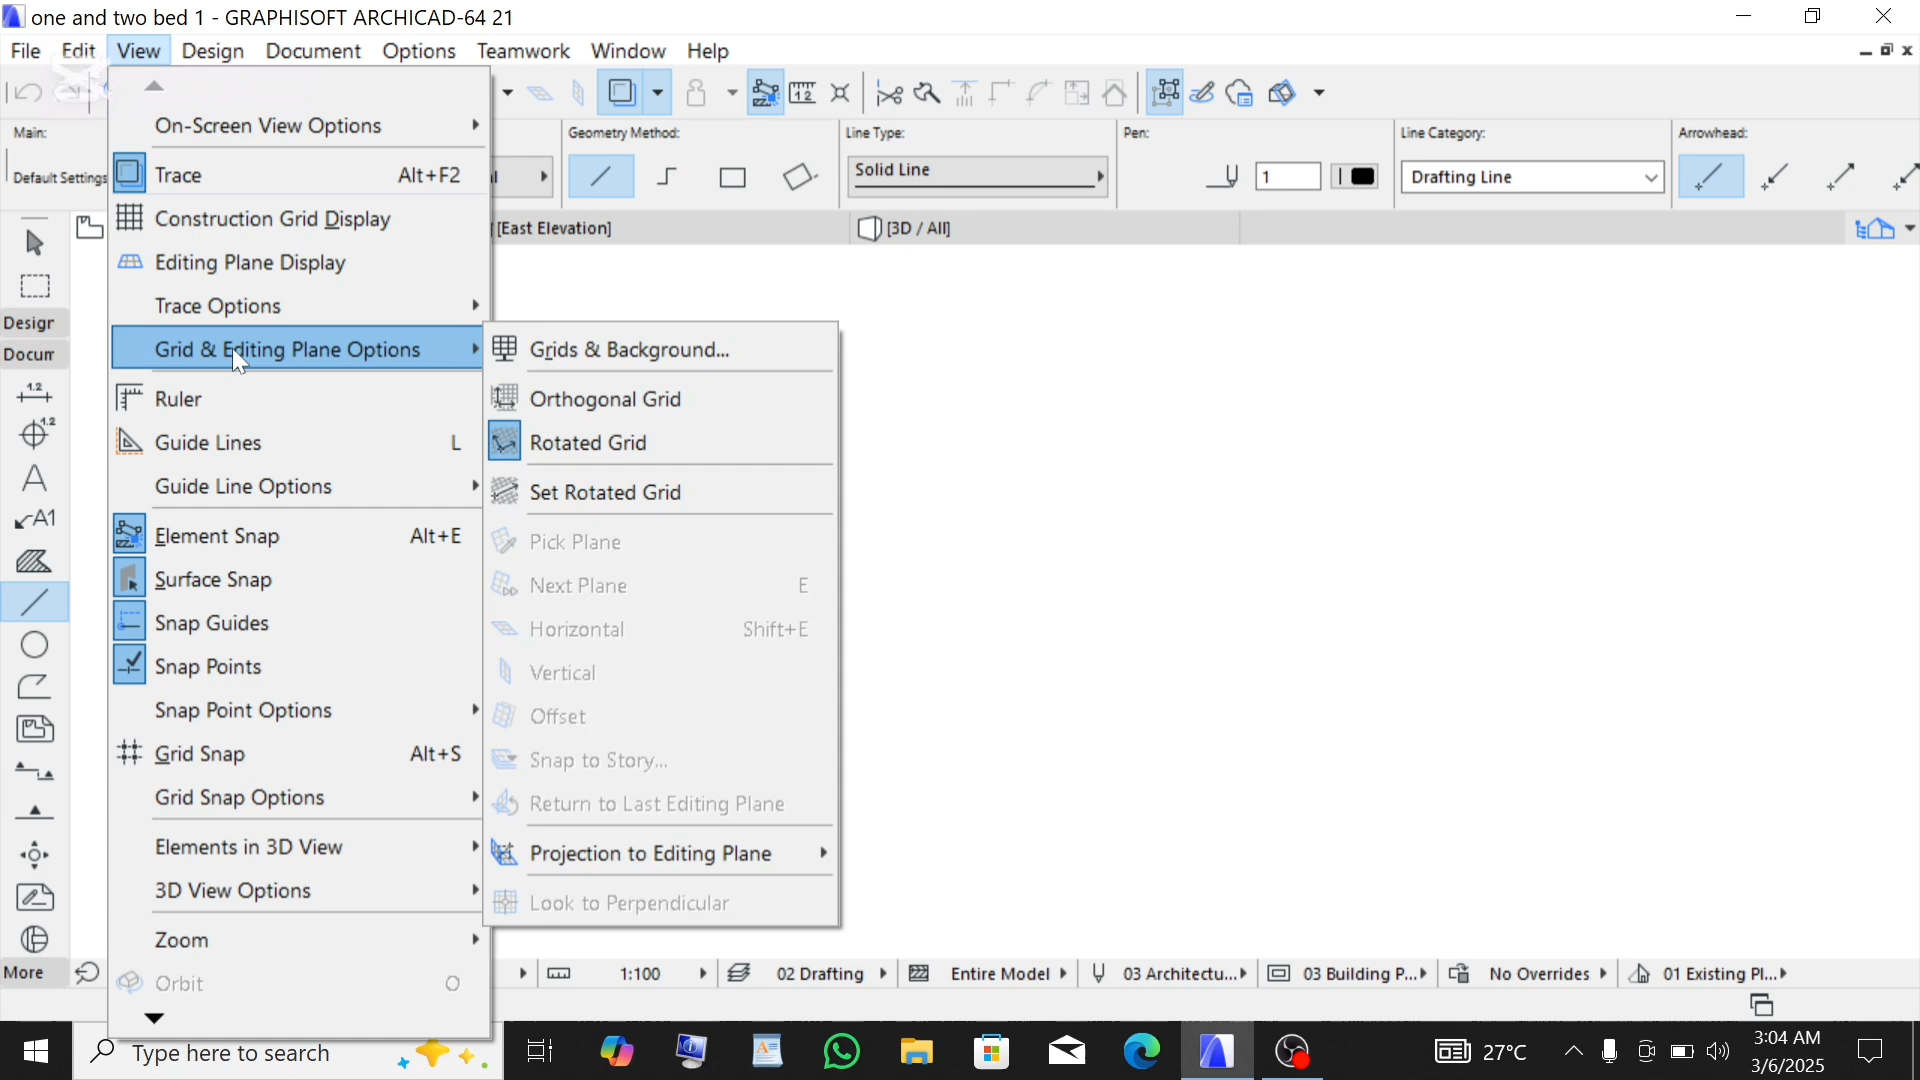 one and two bed 1 - GRAPHISOFT ARCHICAD-64 21
File Edit View Design Document Options Teamwork Window Help
Main:
Default Settings
Geometry Method:
Line Type:
Solid Line
Pen:
1
Line Category:
Drafting Line
Arrowhead:
[East Elevation]
[3D / All]
On-Screen View Options
Trace Alt+F2
Construction Grid Display
Editing Plane Display
Trace Options
Grid & Editing Plane Options
Ruler
Guide Lines L
Guide Line Options
Element Snap Alt+E
Surface Snap
Snap Guides
Snap Points
Snap Point Options
Grid Snap Alt+S
Grid Snap Options
Elements in 3D View
3D View Options
Zoom
Orbit O
Grids & Background...
Orthogonal Grid
Rotated Grid
Set Rotated Grid
Pick Plane
Next Plane E
Horizontal Shift+E
Vertical
Offset
Snap to Story...
Return to Last Editing Plane
Projection to Editing Plane
Look to Perpendicular
Design
Docum
1.2
1.2
A
A1
More
1:100
02 Drafting
Entire Model
03 Architectu...
03 Building P...
No Overrides
01 Existing Pl...
Type here to search
27°C
3:04 AM
3/6/2025